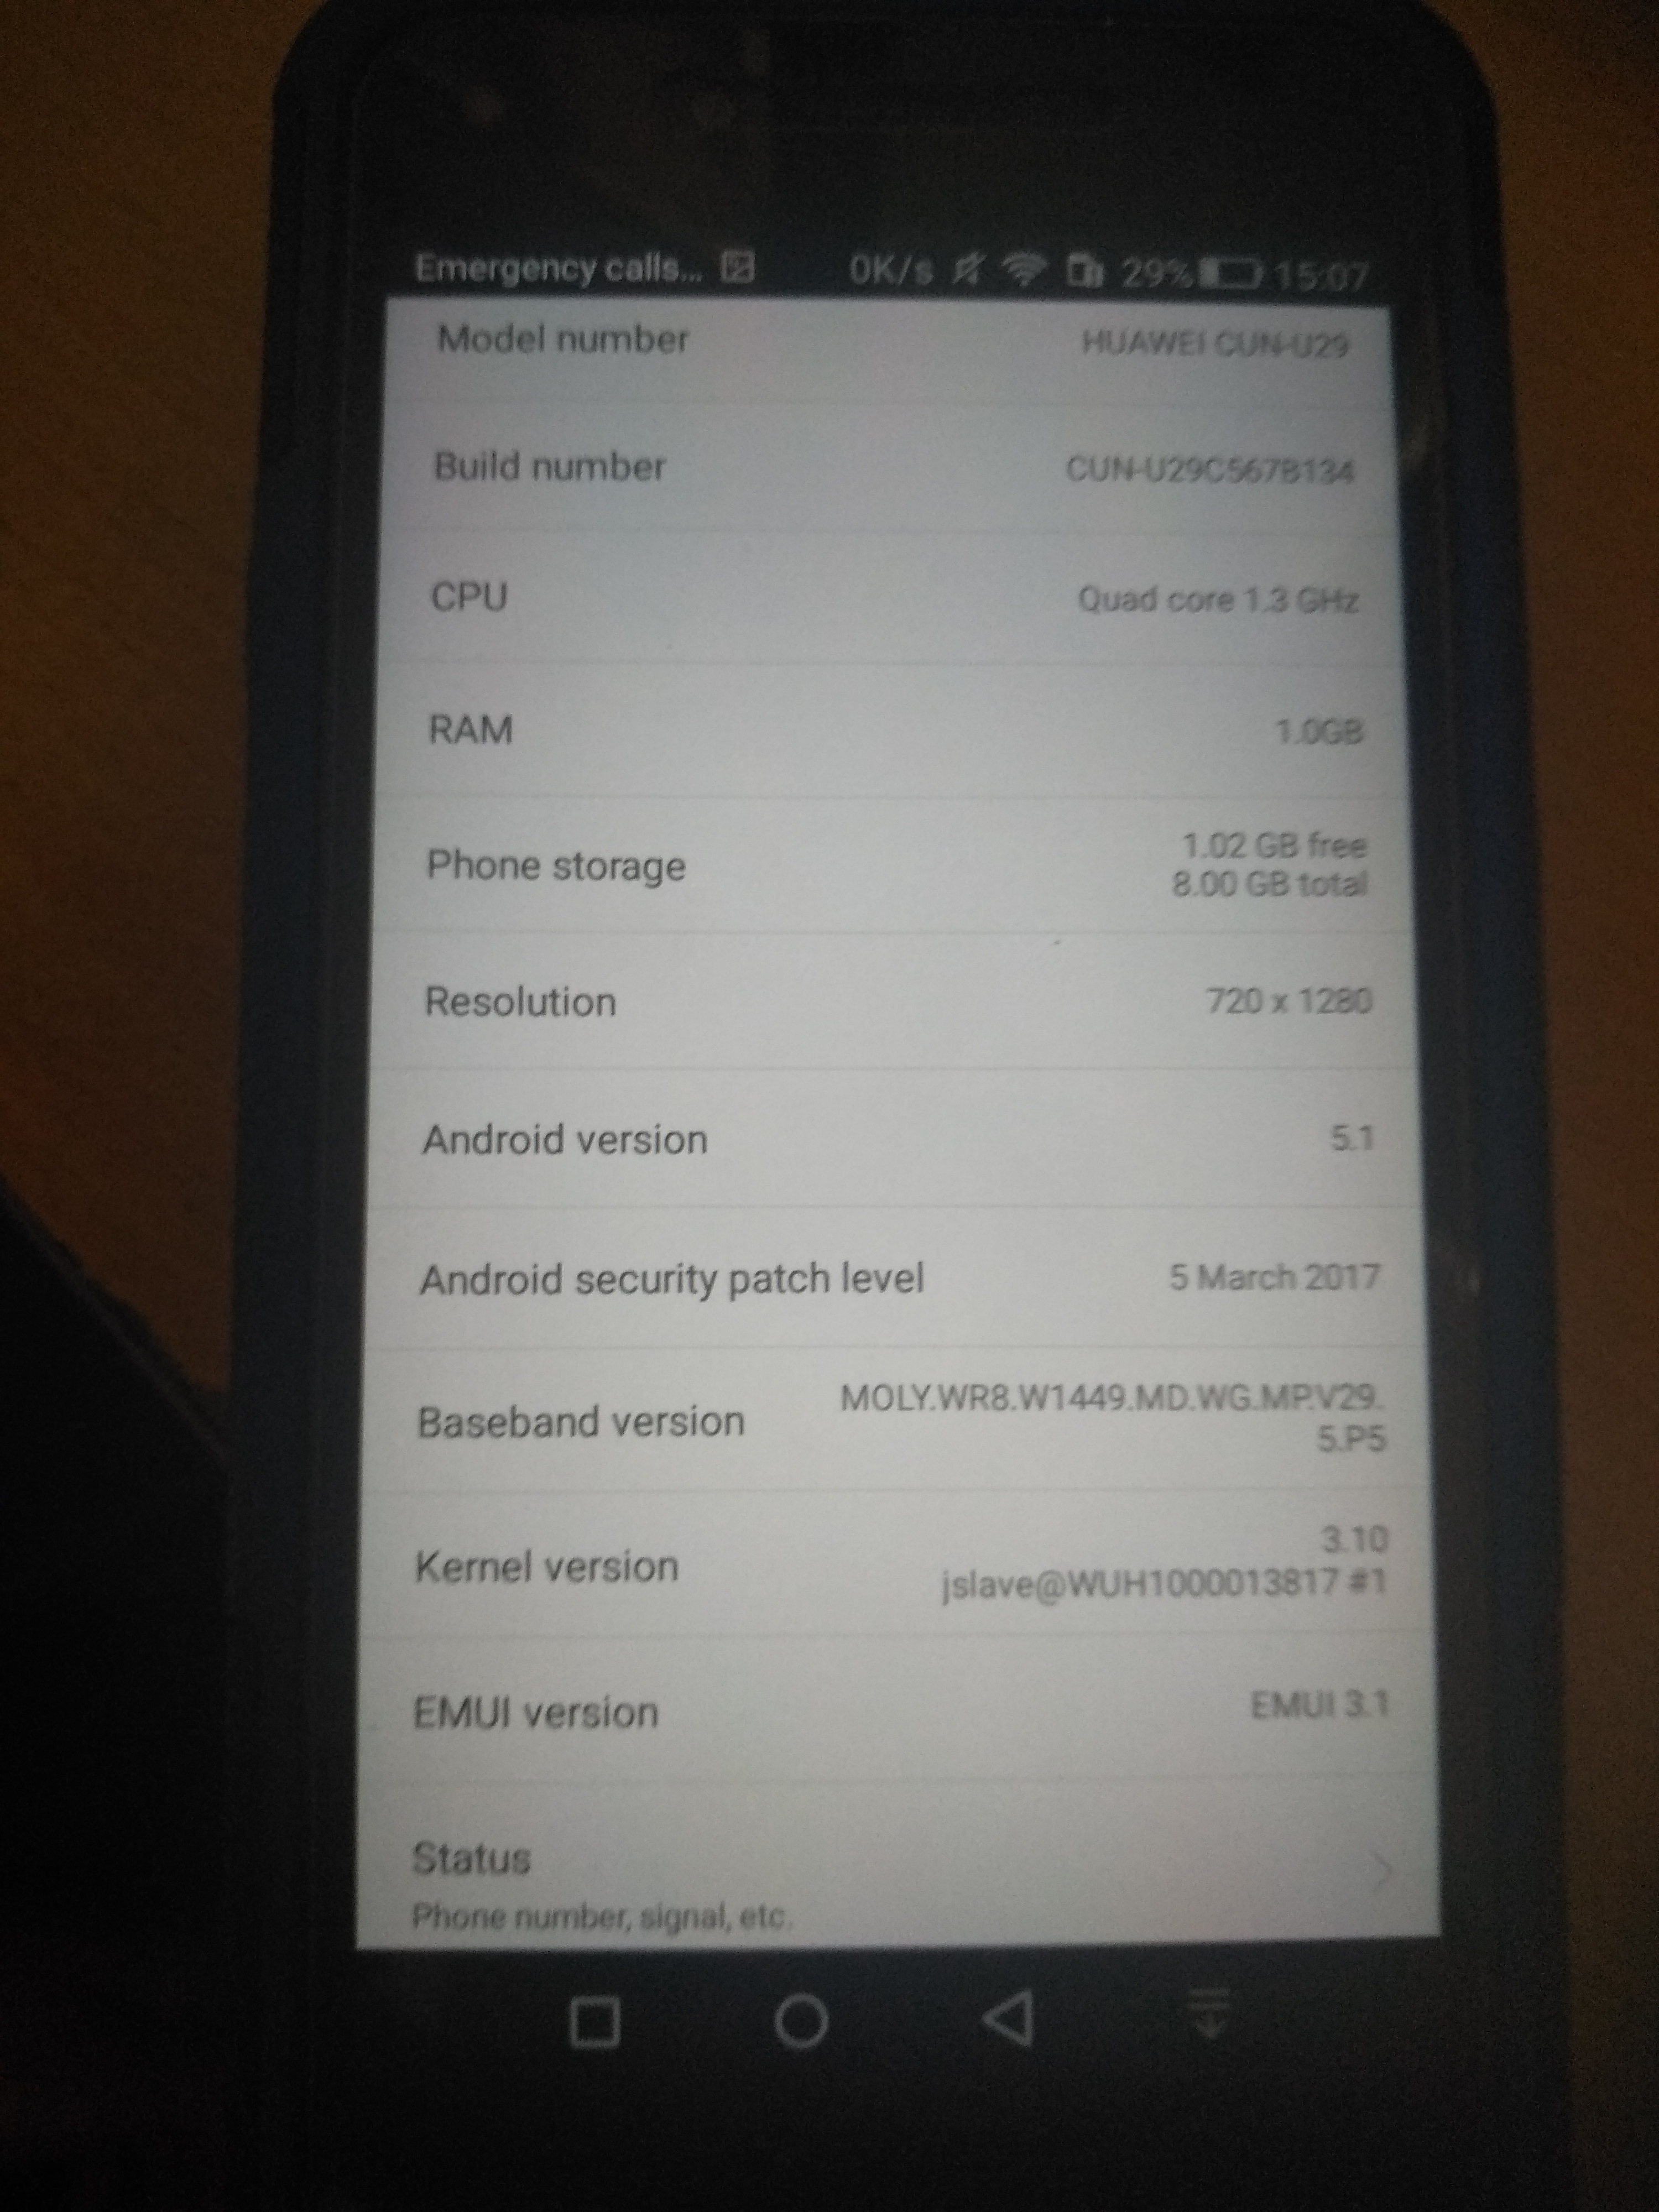 Emergency calls... 0K/s 29% 15:07
Model number HUAWEI CUN-U29
Build number CUN-U29C567B134
CPU Quad core 1.3 GHz
RAM 1.0GB
1.02 GB free
Phone storage
8.00 GB total
Resolution 720 x 1280
Android version 5.1
Android security patch level 5 March 2017
MOLY.WR8.W1449.MD.WG.MP.V29.
Baseband version
5.P5
3.10
Kernel version
jslave@WUH1000013817 #1
EMUI version EMUI 3.1
Status
Phone number, signal, etc.